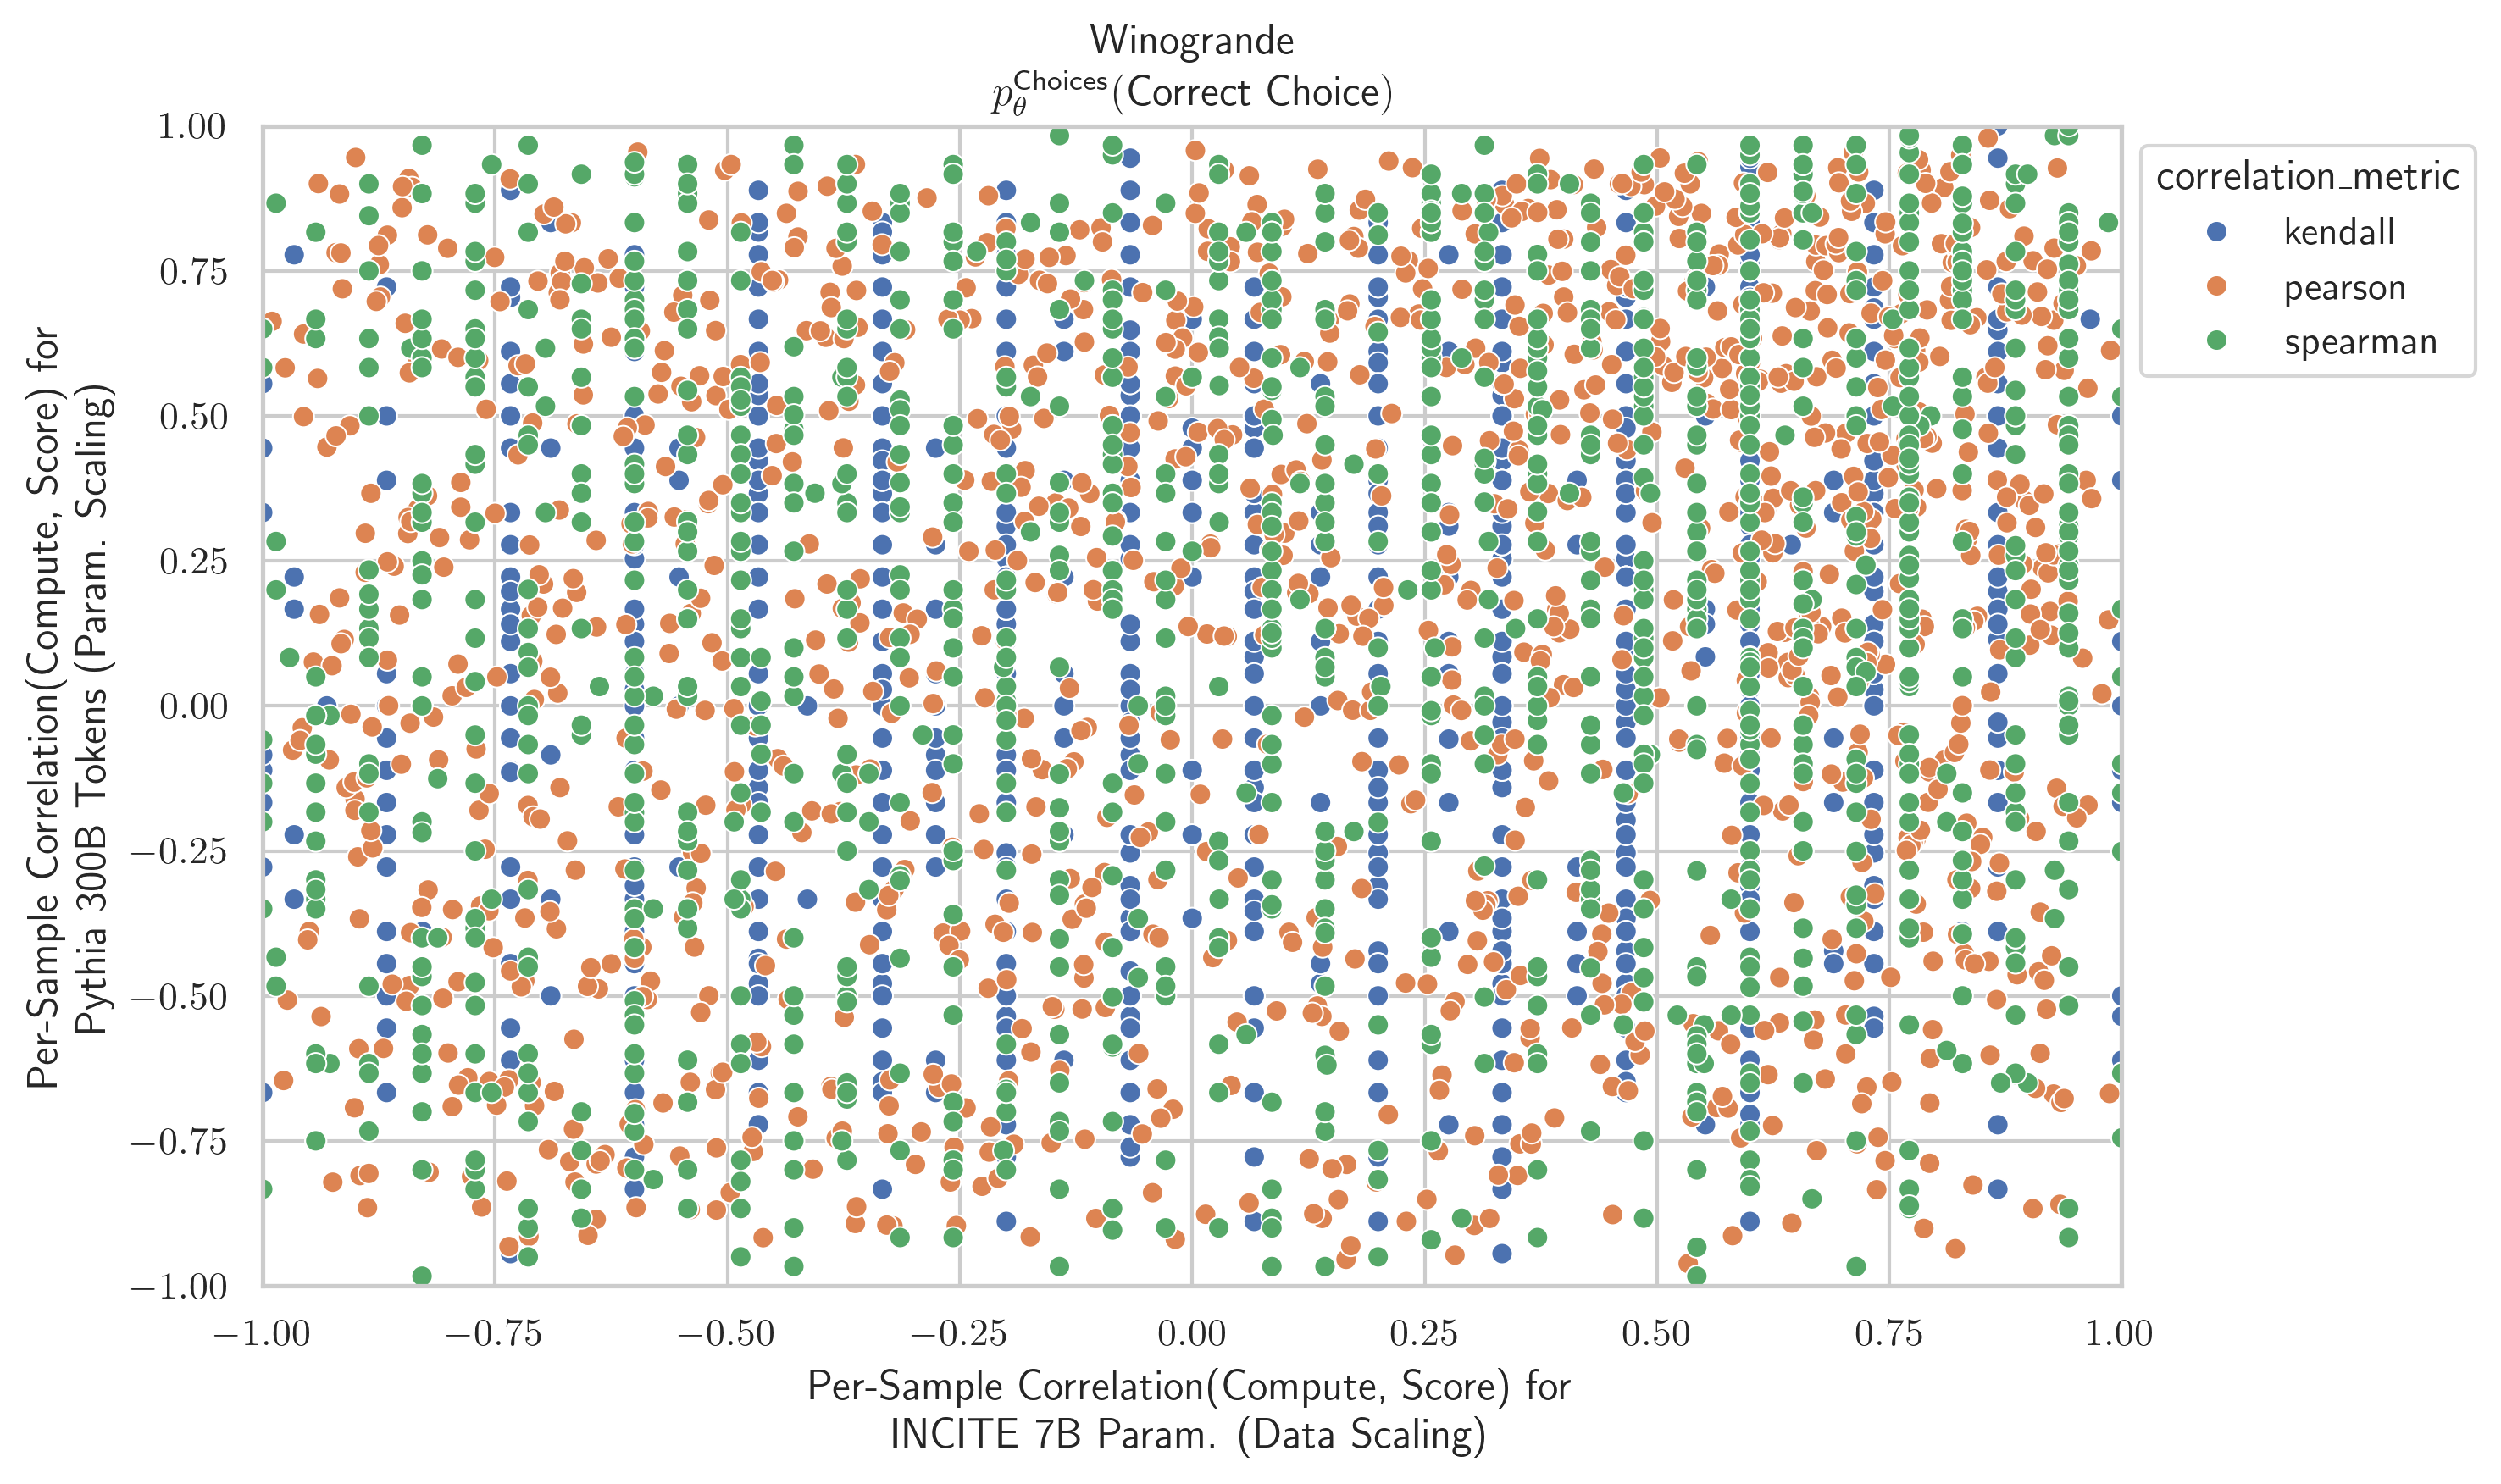 Winogrande
p_θ^Choices(Correct Choice)
1.00
0.75
0.50
0.25
0.00
−0.25
−0.50
−0.75
−1.00
Per-Sample Correlation(Compute, Score) for
Pythia 300B Tokens (Param. Scaling)
−1.00 −0.75 −0.50 −0.25 0.00 0.25 0.50 0.75 1.00
Per-Sample Correlation(Compute, Score) for
INCITE 7B Param. (Data Scaling)
correlation_metric
kendall
pearson
spearman